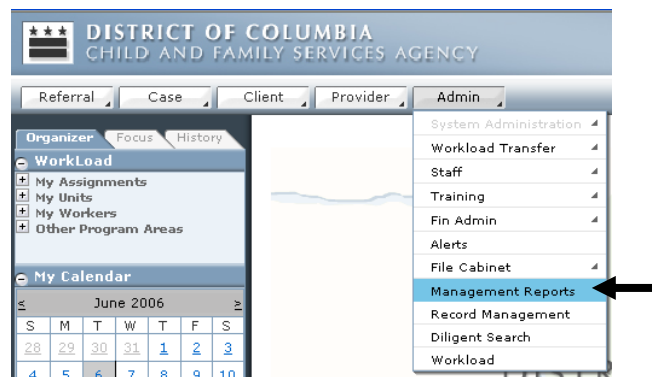 DISTRICT OF COLUMBIA
CHILD AND FAMILY SERVICES AGENCY
Referral Case Client Provider Admin
Organizer Focus History
WorkLoad
My Assignments
My Units
My Workers
Other Program Areas
My Calendar
≤ June 2006 ≥
S M T W T F S
28 29 30 31 1 2 3
4 5 6 7 8 9 10
System Administration
Workload Transfer
Staff
Training
Fin Admin
Alerts
File Cabinet
Management Reports
Record Management
Diligent Search
Workload